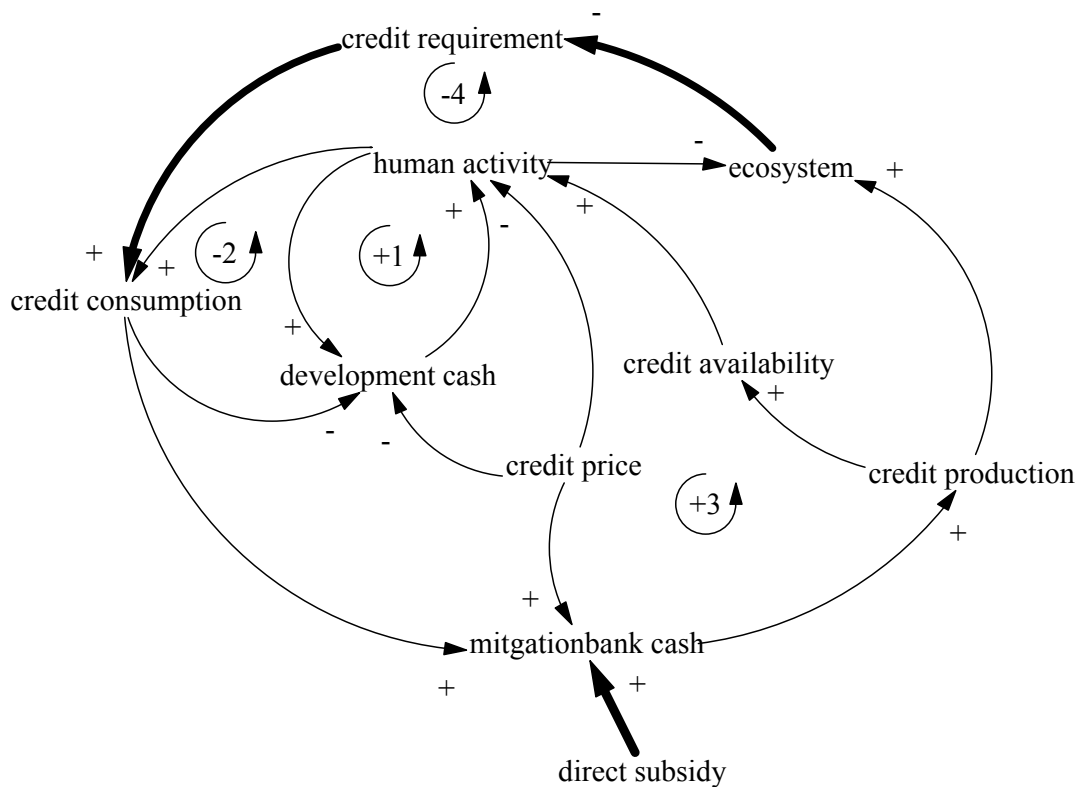 -
credit requirement
-4
-
human activity
ecosystem
+
+
-
+
-2
+1
+
+
credit consumption
+
credit availability
development cash
+
-
-
credit price
credit production
+3
+
+
mitgationbank cash
+
+
direct subsidy